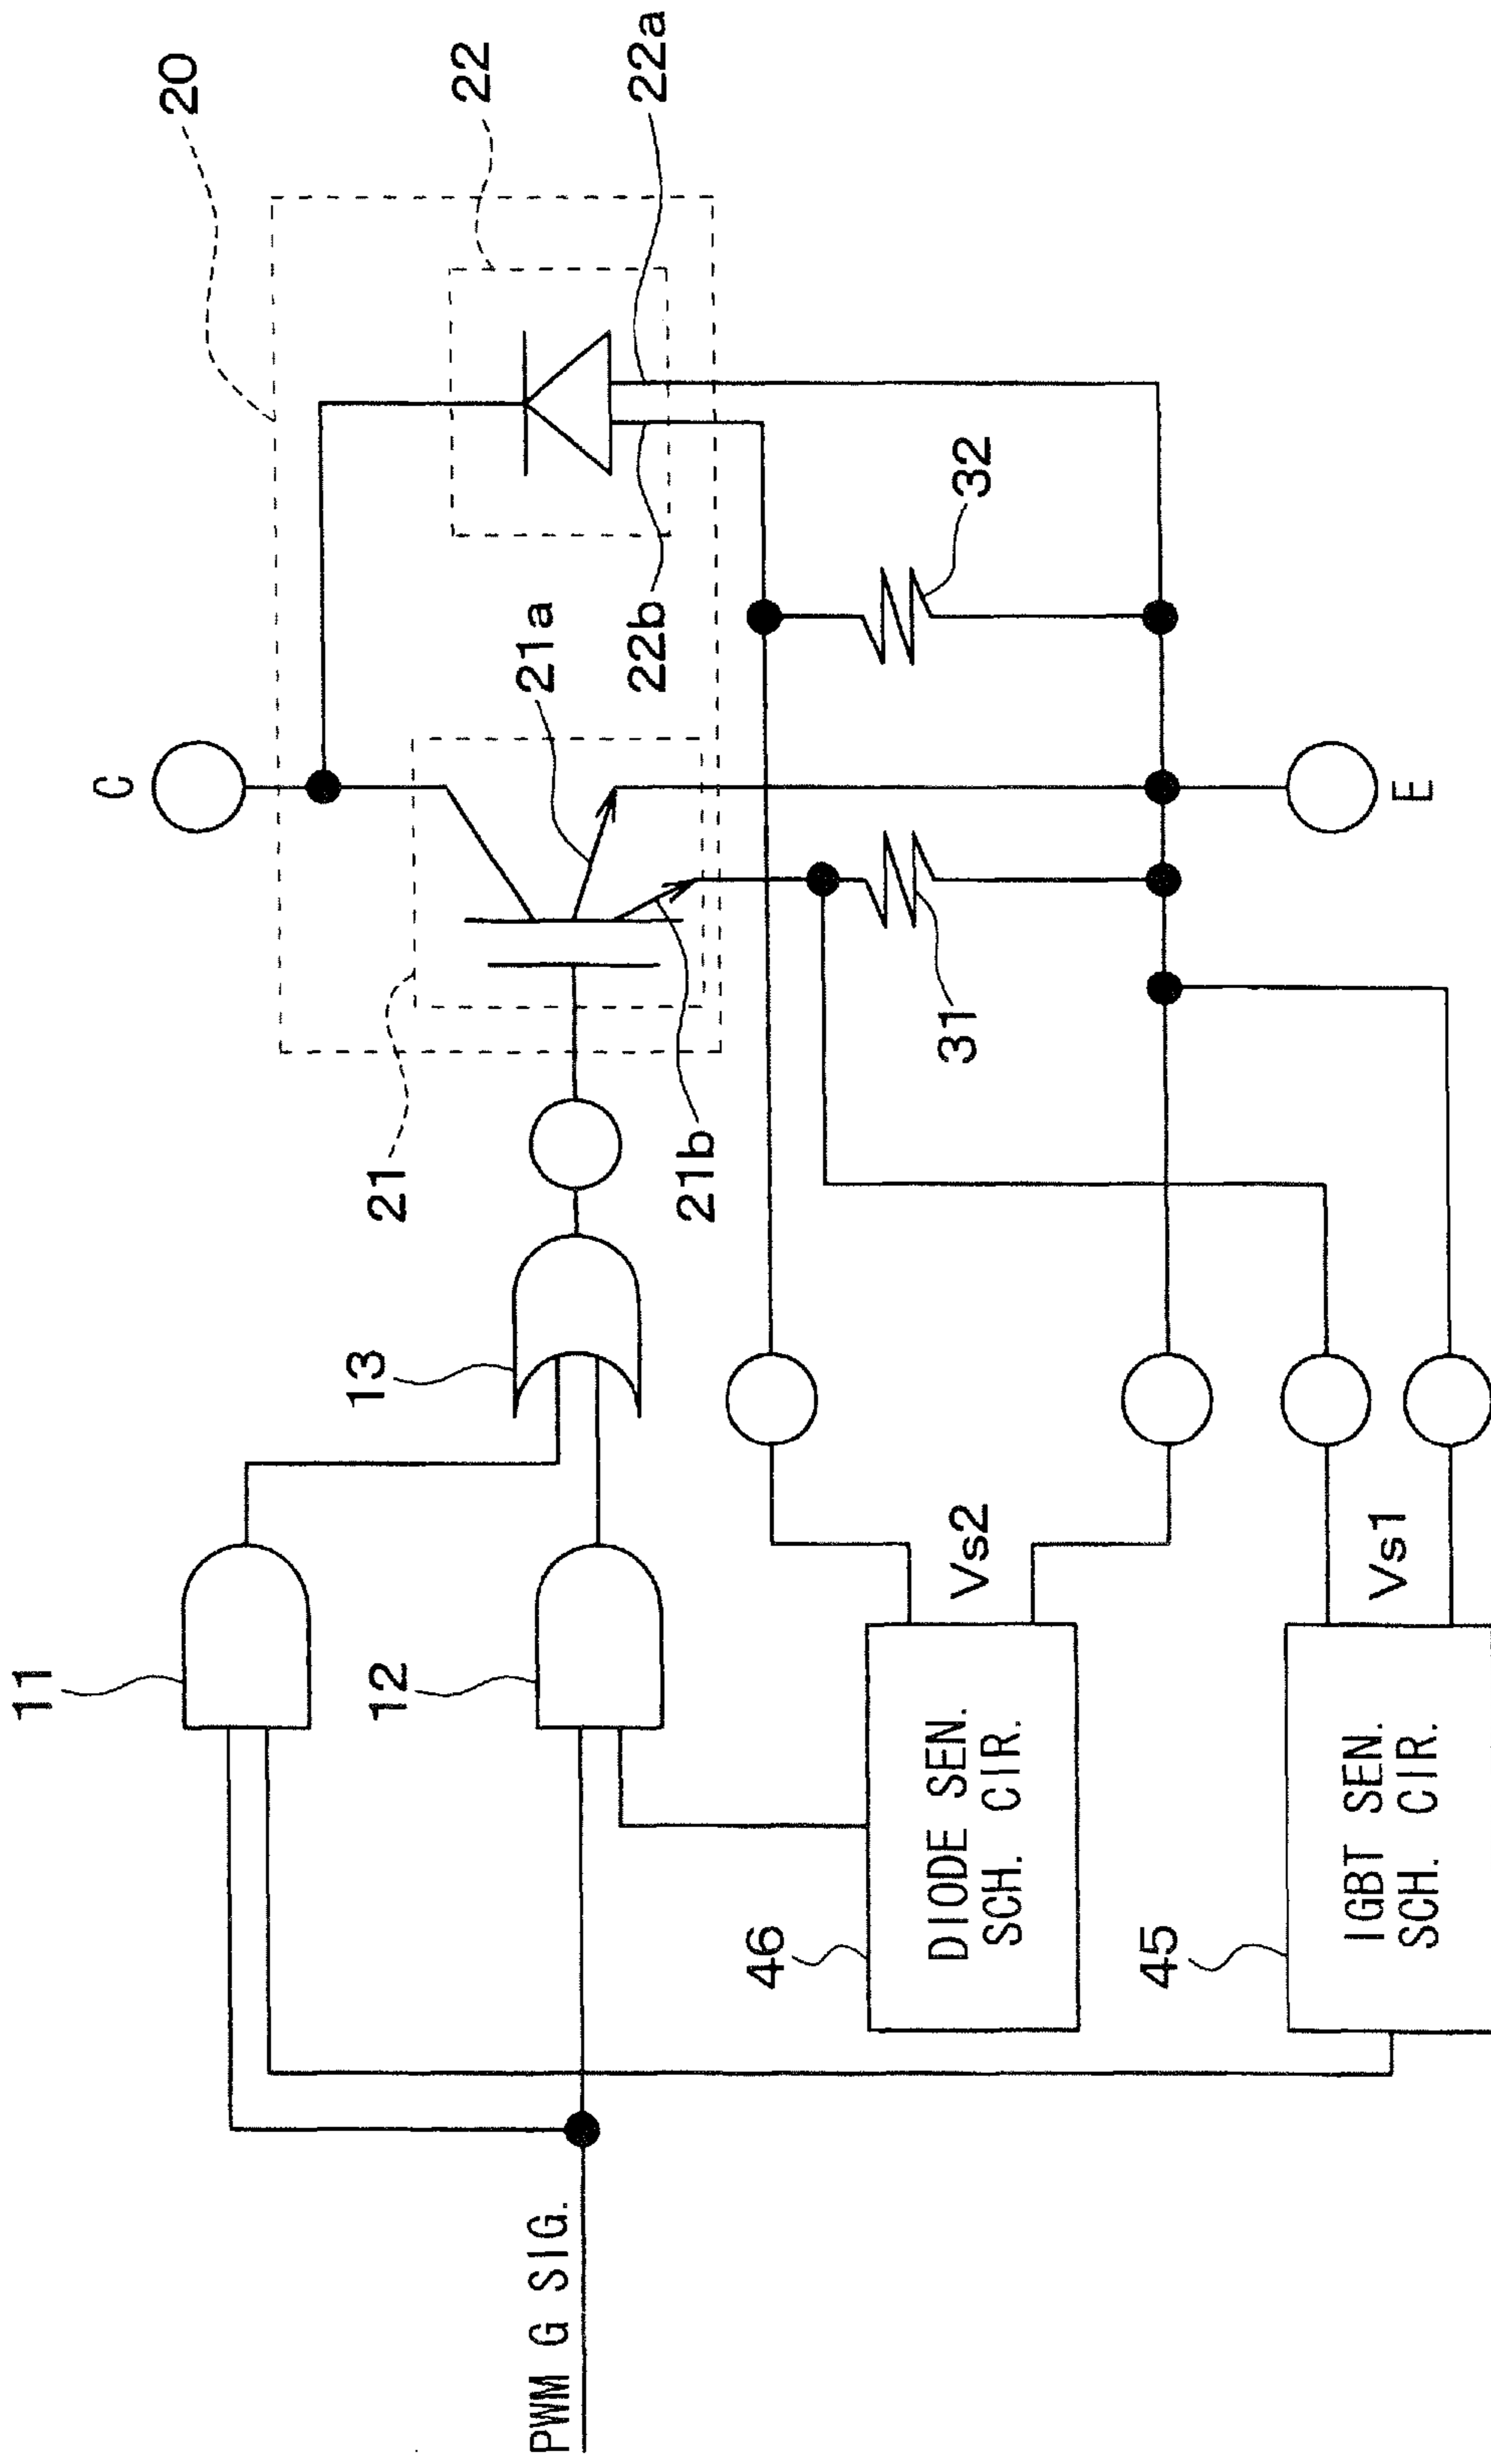 C
20
22
22a
21
21a
22b
21b
11
13
12
32
31
PWM G SIG.
46
DIODE SEN.
SCH. CIR.
Vs2
45
IGBT SEN.
SCH. CIR.
Vs1
E